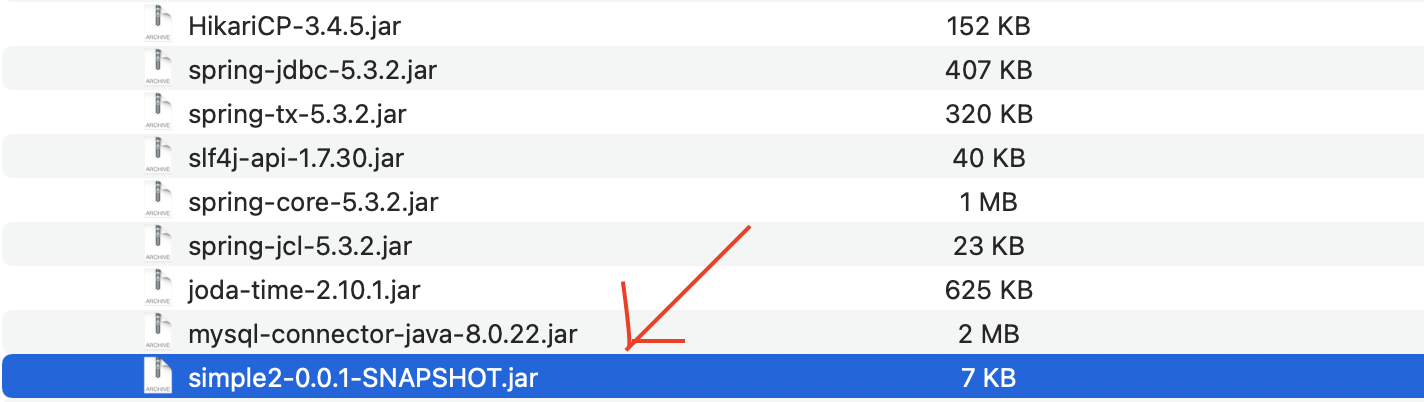 HikariCP-3.4.5.jar 152 KB
spring-jdbc-5.3.2.jar 407 KB
spring-tx-5.3.2.jar 320 KB
slf4j-api-1.7.30.jar 40 KB
spring-core-5.3.2.jar 1 MB
spring-jcl-5.3.2.jar 23 KB
joda-time-2.10.1.jar 625 KB
mysql-connector-java-8.0.22.jar 2 MB
simple2-0.0.1-SNAPSHOT.jar 7 KB
ARCHIVE
ARCHIVE
ARCHIVE
ARCHIVE
ARCHIVE
ARCHIVE
ARCHIVE
ARCHIVE
ARCHIVE